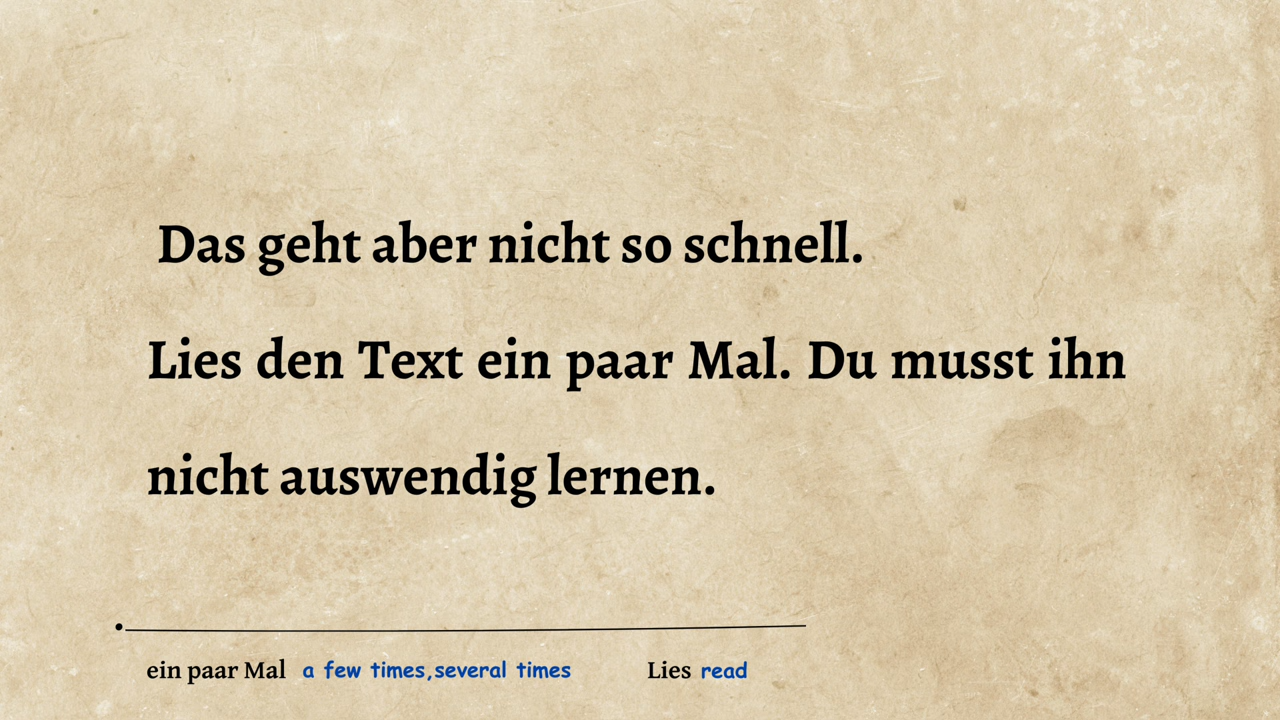 Das geht aber nicht so schnell.
Lies den Text ein paar Mal. Du musst ihn
nicht auswendig lernen.
ein paar Mal a few times,several times Lies read